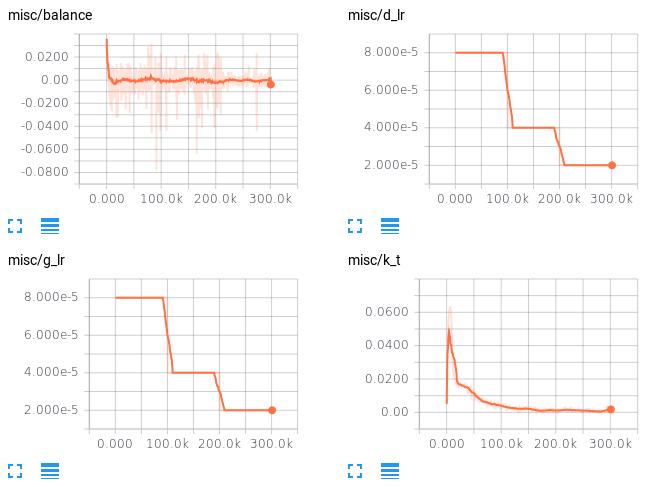 misc/balance
0.0200
0.00
-0.0200
-0.0400
-0.0600
-0.0800
0.000 100.0k 200.0k 300.0k
misc/d_lr
8.000e-5
6.000e-5
4.000e-5
2.000e-5
0.000 100.0k 200.0k 300.0k
misc/g_lr
8.000e-5
6.000e-5
4.000e-5
2.000e-5
0.000 100.0k 200.0k 300.0k
misc/k_t
0.0600
0.0400
0.0200
0.00
0.000 100.0k 200.0k 300.0k